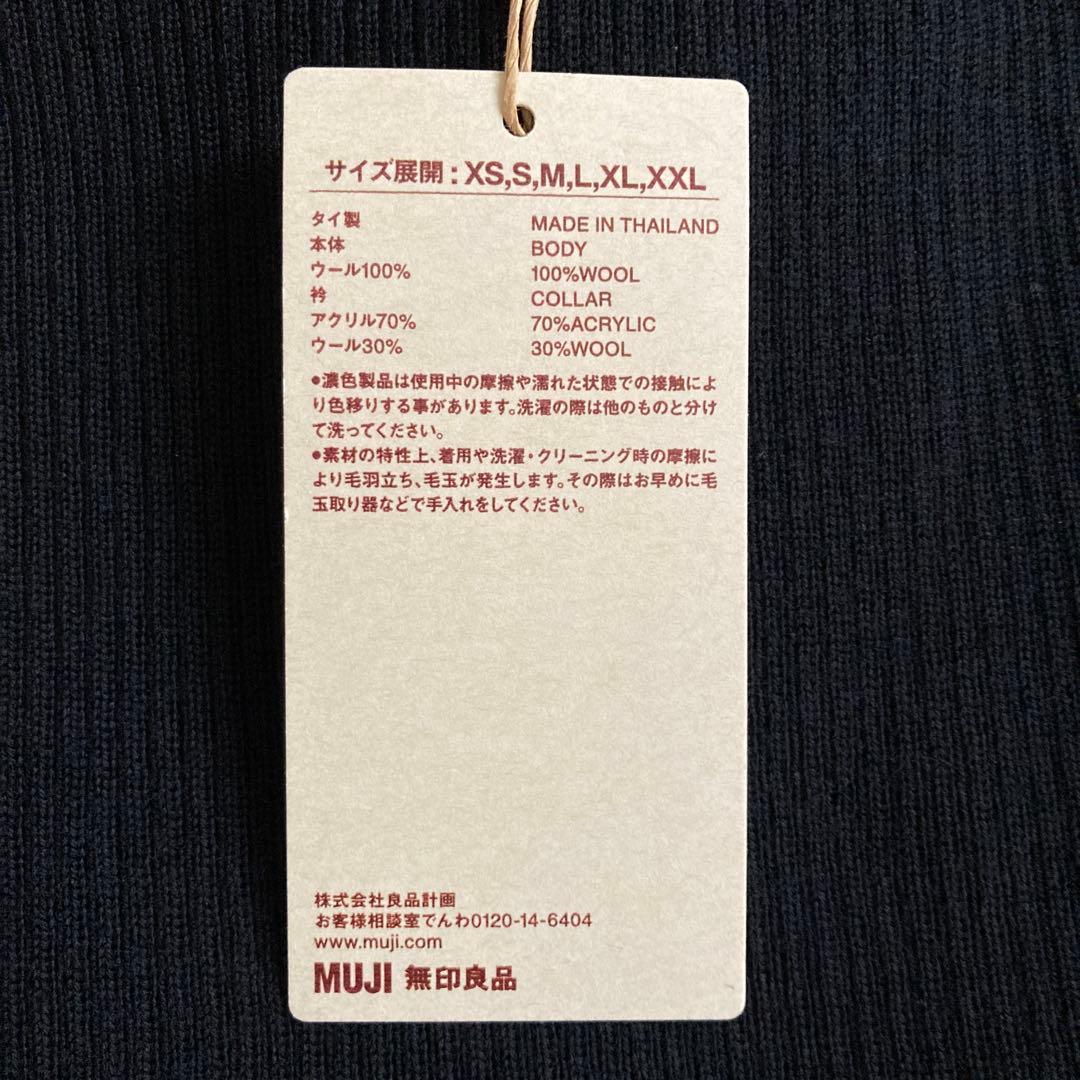 サイズ展開：XS,S,M,L,XL,XXL
タイ製 MADE IN THAILAND
本体 BODY
ウール100% 100%WOOL
衿 COLLAR
アクリル70% 70%ACRYLIC
ウール30% 30%WOOL
●濃色製品は使用中の摩擦や濡れた状態での接触によ
り色移りする事があります。洗濯の際は他のものと分け
て洗ってください。
●素材の特性上、着用や洗濯・クリーニング時の摩擦に
より毛羽立ち、毛玉が発生します。その際はお早めに毛
玉取り器などで手入れをしてください。
株式会社良品計画
お客様相談室でんわ0120-14-6404
www.muji.com
MUJI 無印良品